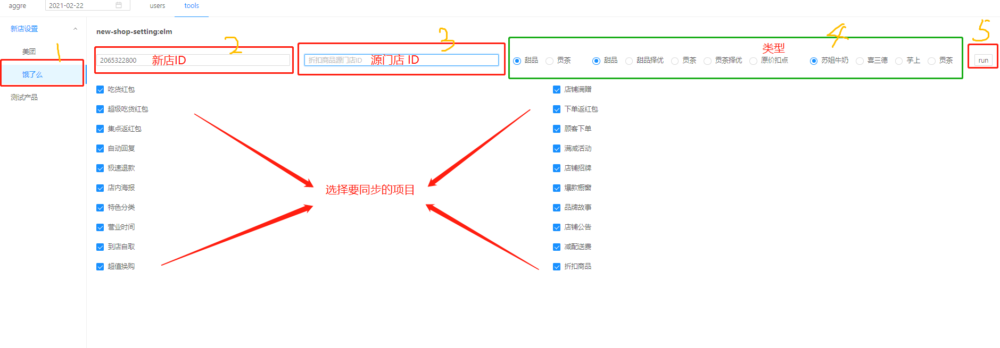 aggre 2021-02-22 users tools
新店设置
美团
饿了么
测试产品
new-shop-setting:elm
1 2 3 4 5
2065322800 新店ID 折扣商品源门店ID 源门店 ID 类型
甜品 贡茶 甜品 甜品择优 贡茶 贡茶择优 原价扣点 苏姐牛奶 喜三德 芋上 贡茶 run
吃货红包 店铺满赠
超级吃货红包 下单返红包
集点返红包 顾客下单
自动回复 满减活动
极速退款 店铺招牌
店内海报 爆款橱窗
选择要同步的项目
特色分类 品牌故事
营业时间 店铺公告
到店自取 减配送费
超值换购 折扣商品